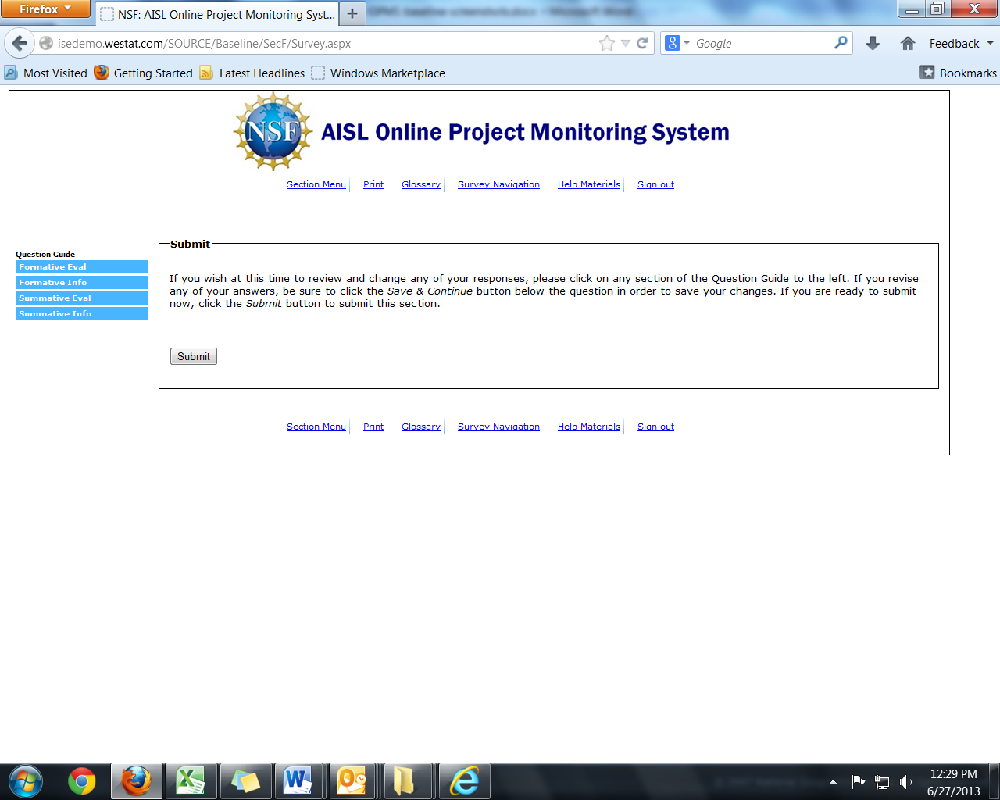 Firefox
NSF: AISL Online Project Monitoring Syst...
isedemo.westat.com/SOURCE/Baseline/SecF/Survey.aspx
Google
Feedback
Most Visited Getting Started Latest Headlines Windows Marketplace Bookmarks
NSF
AISL Online Project Monitoring System
Section Menu Print Glossary Survey Navigation Help Materials Sign out
Submit
Question Guide
Formative Eval
Formative Info
Summative Eval
Summative Info
If you wish at this time to review and change any of your responses, please click on any section of the Question Guide to the left. If you revise
any of your answers, be sure to click the Save & Continue button below the question in order to save your changes. If you are ready to submit
now, click the Submit button to submit this section.
Submit
Section Menu Print Glossary Survey Navigation Help Materials Sign out
12:29 PM
6/27/2013